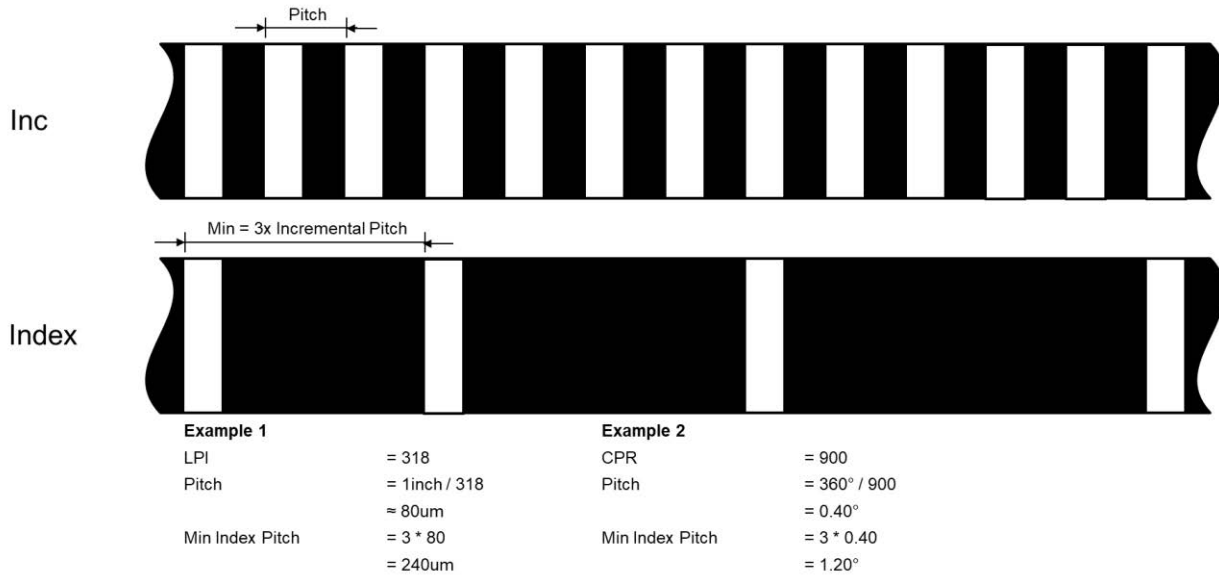 Pitch
Inc
Min = 3x Incremental Pitch
Index
Example 1
LPI = 318
Pitch = 1inch / 318
≈ 80um
Min Index Pitch = 3 * 80
= 240um
Example 2
CPR = 900
Pitch = 360° / 900
= 0.40°
Min Index Pitch = 3 * 0.40
= 1.20°